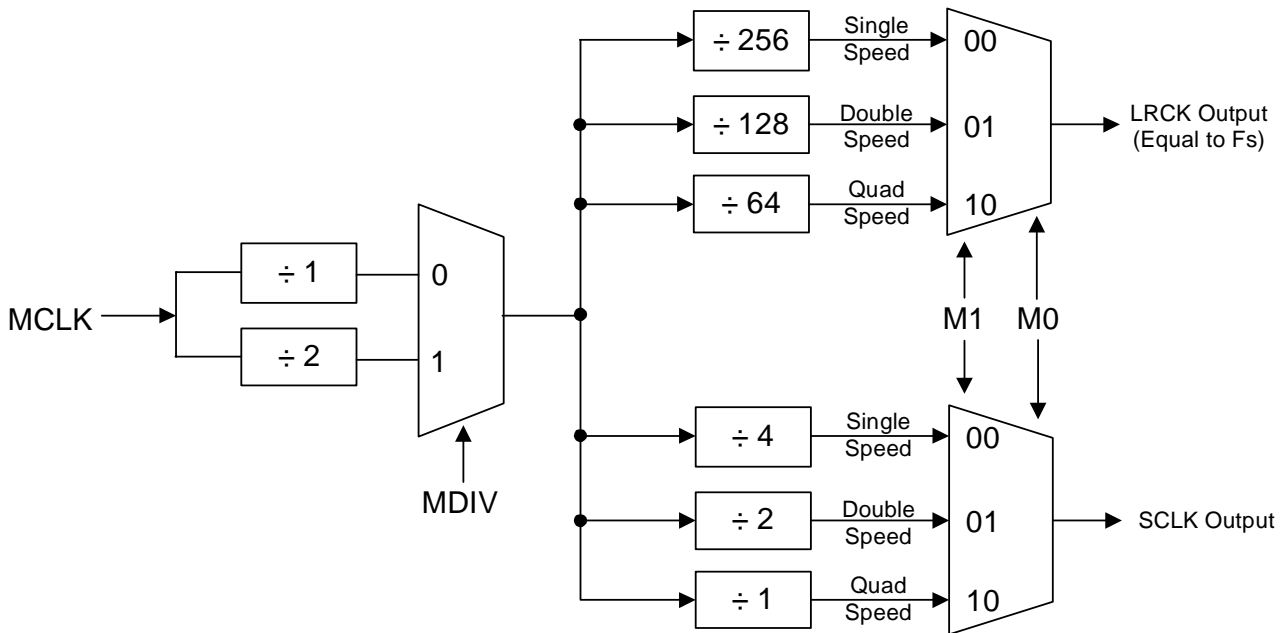 ÷ 256
Single
Speed
00
÷ 128
Double
Speed
01
LRCK Output
(Equal to Fs)
÷ 64
Quad
Speed
10
÷ 1
0
MCLK
÷ 2
1
MDIV
M1
M0
÷ 4
Single
Speed
00
÷ 2
Double
Speed
01
SCLK Output
÷ 1
Quad
Speed
10